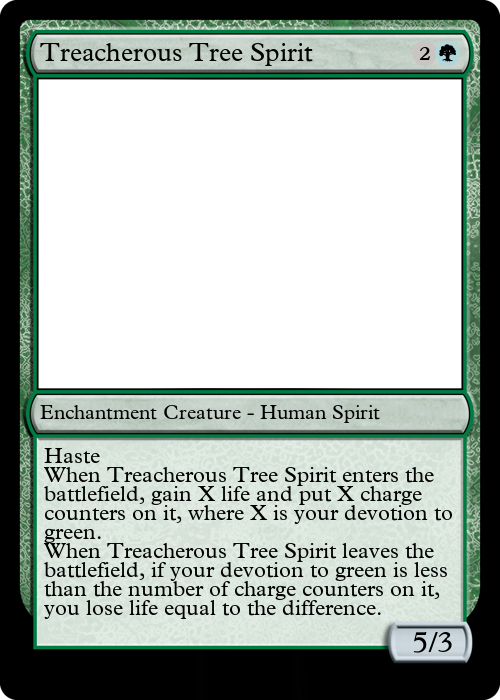 Treacherous Tree Spirit 2
Enchantment Creature - Human Spirit
Haste
When Treacherous Tree Spirit enters the
battlefield, gain X life and put X charge
counters on it, where X is your devotion to
green.
When Treacherous Tree Spirit leaves the
battlefield, if your devotion to green is less
than the number of charge counters on it,
you lose life equal to the difference.
5/3